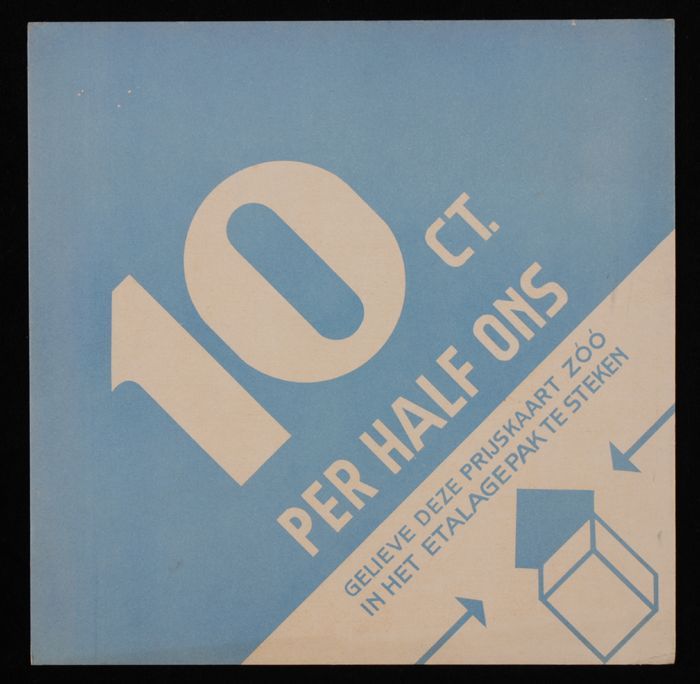 10 CT.
PER HALF ONS
GELIEVE DEZE PRIJSKAART ZÓÓ
IN HET ETALAGEPAK TE STEKEN